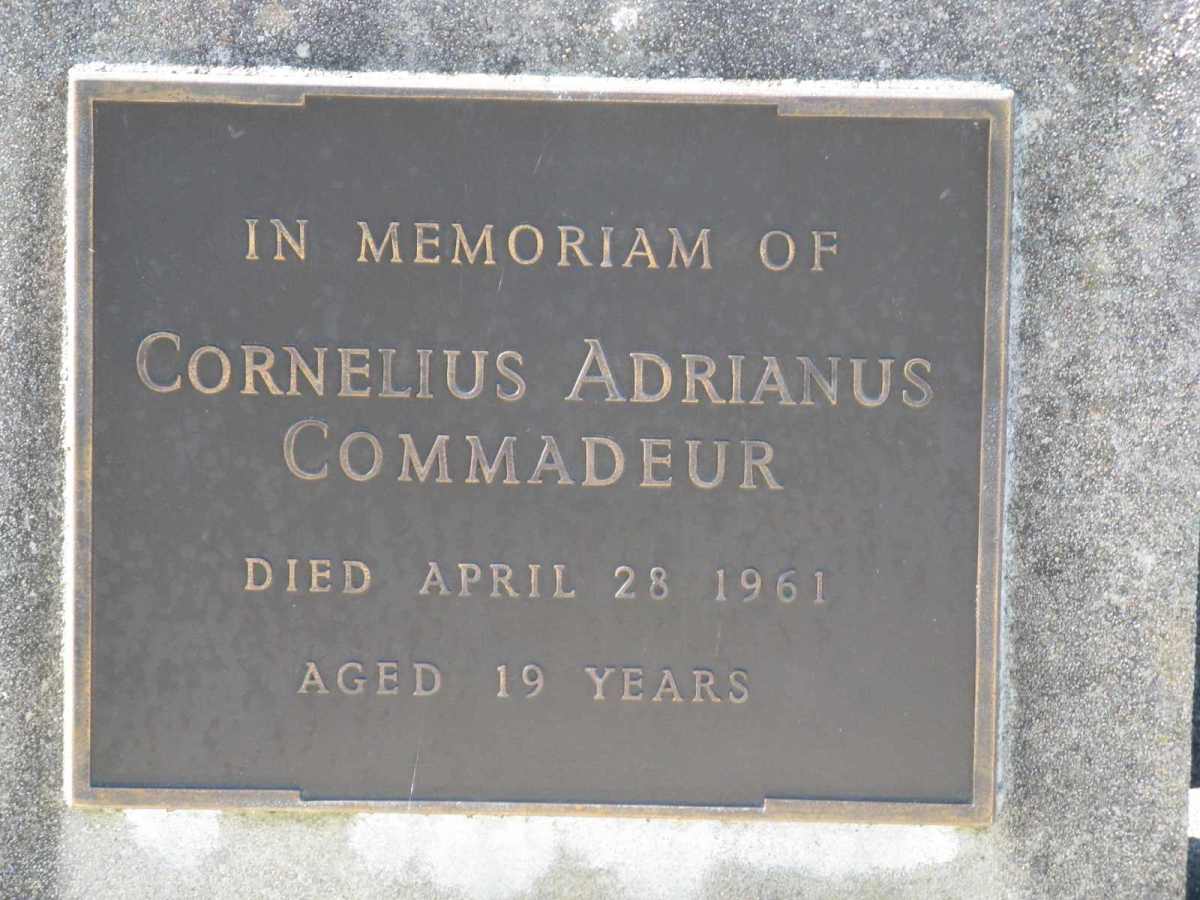 IN MEMORIAM OF
CORNELIUS ADRIANUS
COMMADEUR
DIED APRIL 28 1961
AGED 19 YEARS